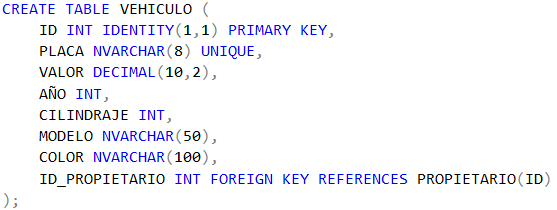 CREATE TABLE VEHICULO (
    ID INT IDENTITY(1,1) PRIMARY KEY,
    PLACA NVARCHAR(8) UNIQUE,
    VALOR DECIMAL(10,2),
    AÑO INT,
    CILINDRAJE INT,
    MODELO NVARCHAR(50),
    COLOR NVARCHAR(100),
    ID_PROPIETARIO INT FOREIGN KEY REFERENCES PROPIETARIO(ID)
);